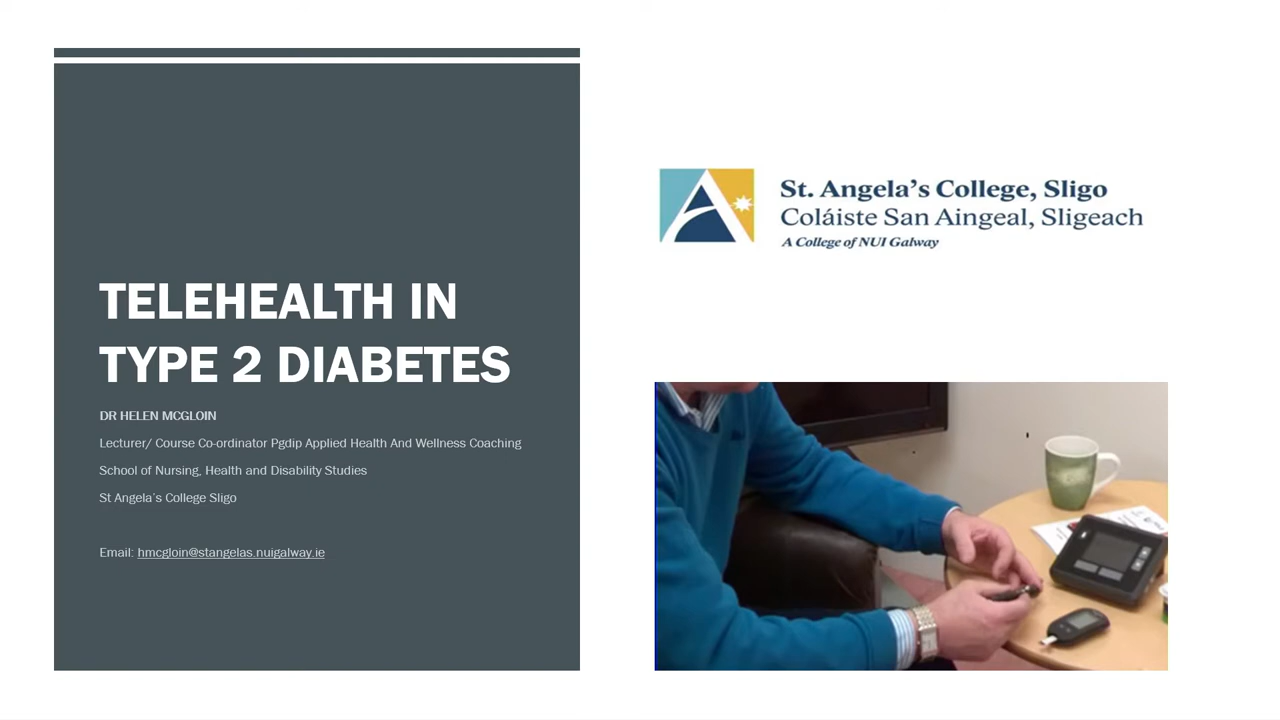 TELEHEALTH IN
TYPE 2 DIABETES
DR HELEN MCGLOIN
Lecturer/ Course Co-ordinator Pgdip Applied Health And Wellness Coaching
School of Nursing, Health and Disability Studies
St Angela's College Sligo
Email: hmcgloin@stangelas.nuigalway.ie
St. Angela's College, Sligo
Coláiste San Aingeal, Sligeach
A College of NUI Galway